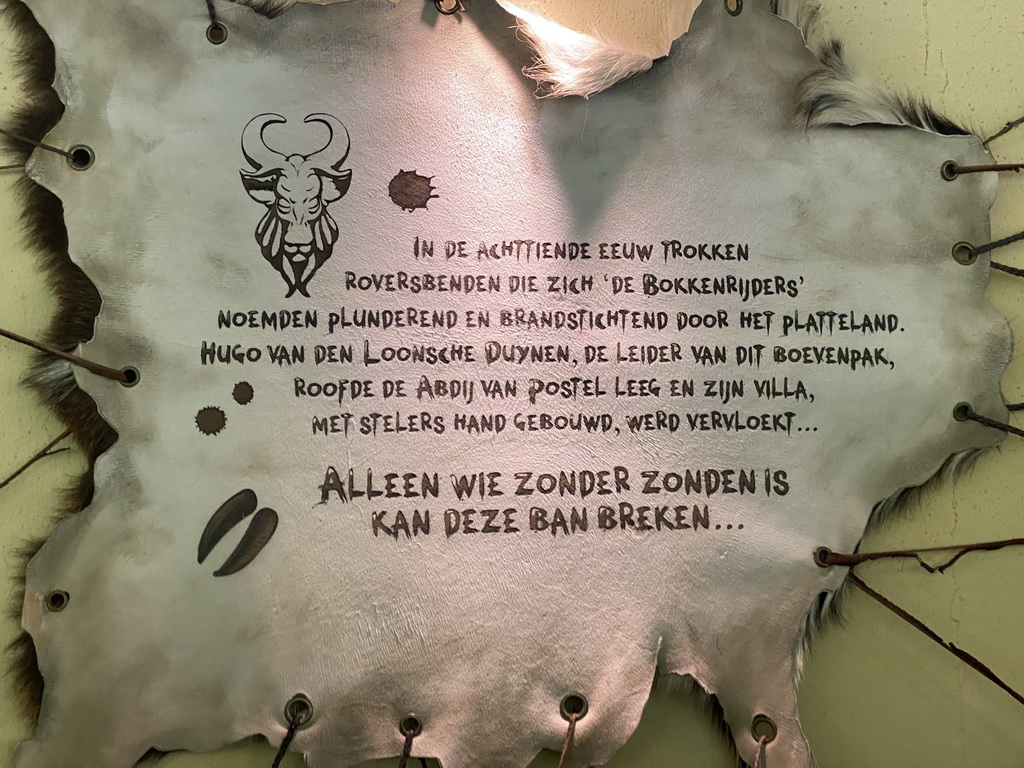 In de achttiende eeuw trokken
roversbenden die zich 'de Bokkenrijders'
noemden plunderend en brandstichtend door het platteland.
Hugo van den Loonsche Duynen, de leider van dit boevenpak,
roofde de Abdij van Postel leeg en zijn villa,
met stelers hand gebouwd, werd vervloekt...
Alleen wie zonder zonden is
kan deze ban breken...